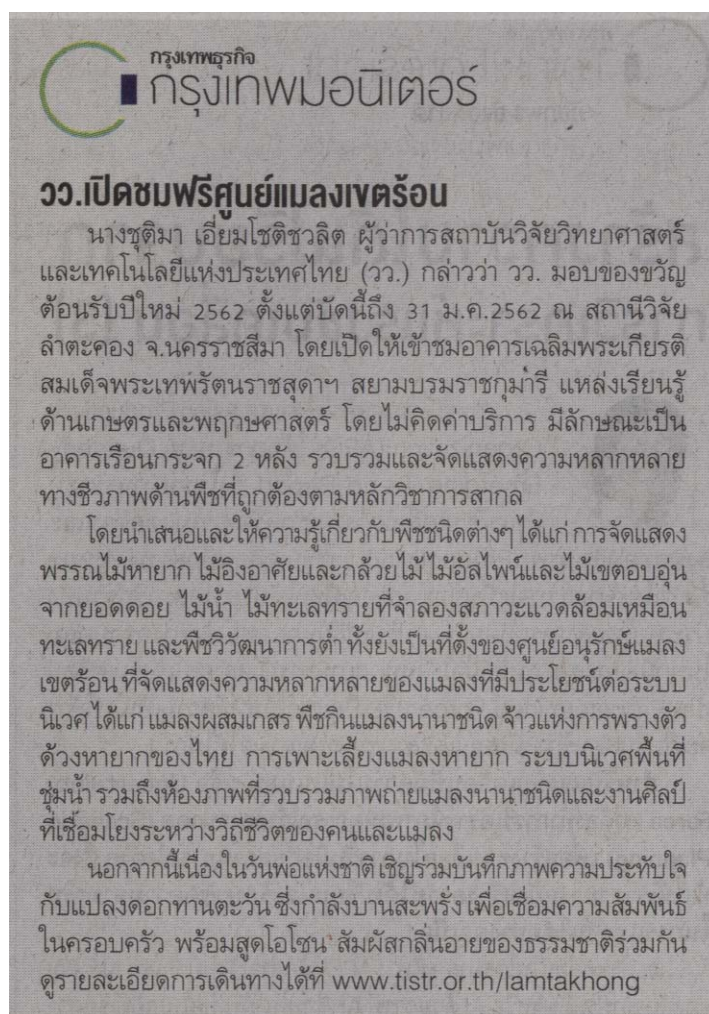 กรุงเทพธุรกิจ
กรุงเทพมอนิเตอร์
วว.เปิดชมฟรีศูนย์แมลงเขตร้อน
นางชุติมา เอี่ยมโชติชวลิต ผู้ว่าการสถาบันวิจัยวิทยาศาสตร์
และเทคโนโลยีแห่งประเทศไทย (วว.) กล่าวว่า วว. มอบของขวัญ
ต้อนรับปีใหม่ 2562 ตั้งแต่บัดนี้ถึง 31 ม.ค.2562 ณ สถานีวิจัย
ลำตะคอง จ.นครราชสีมา โดยเปิดให้เข้าชมอาคารเฉลิมพระเกียรติ
สมเด็จพระเทพรัตนราชสุดาฯ สยามบรมราชกุมารี แหล่งเรียนรู้
ด้านเกษตรและพฤกษศาสตร์ โดยไม่คิดค่าบริการ มีลักษณะเป็น
อาคารเรือนกระจก 2 หลัง รวบรวมและจัดแสดงความหลากหลาย
ทางชีวภาพด้านพืชที่ถูกต้องตามหลักวิชาการสากล
โดยนำเสนอและให้ความรู้เกี่ยวกับพืชชนิดต่างๆ ได้แก่ การจัดแสดง
พรรณไม้หายาก ไม้อิงอาศัยและกล้วยไม้ ไม้อัลไพน์และไม้เขตอบอุ่น
จากยอดดอย ไม้น้ำ ไม้ทะเลทรายที่จำลองสภาวะแวดล้อมเหมือน
ทะเลทราย และพืชวิวัฒนาการต่ำ ทั้งยังเป็นที่ตั้งของศูนย์อนุรักษ์แมลง
เขตร้อน ที่จัดแสดงความหลากหลายของแมลงที่มีประโยชน์ต่อระบบ
นิเวศ ได้แก่ แมลงผสมเกสร พืชกินแมลงนานาชนิด จ้าวแห่งการพรางตัว
ด้วงหายากของไทย การเพาะเลี้ยงแมลงหายาก ระบบนิเวศพื้นที่
ชุ่มน้ำ รวมถึงห้องภาพที่รวบรวมภาพถ่ายแมลงนานาชนิดและงานศิลป์
ที่เชื่อมโยงระหว่างวิถีชีวิตของคนและแมลง
นอกจากนี้เนื่องในวันพ่อแห่งชาติ เชิญร่วมบันทึกภาพความประทับใจ
กับแปลงดอกทานตะวัน ซึ่งกำลังบานสะพรั่ง เพื่อเชื่อมความสัมพันธ์
ในครอบครัว พร้อมสูดโอโซน สัมผัสกลิ่นอายของธรรมชาติร่วมกัน
ดูรายละเอียดการเดินทางได้ที่ www.tistr.or.th/lamtakhong